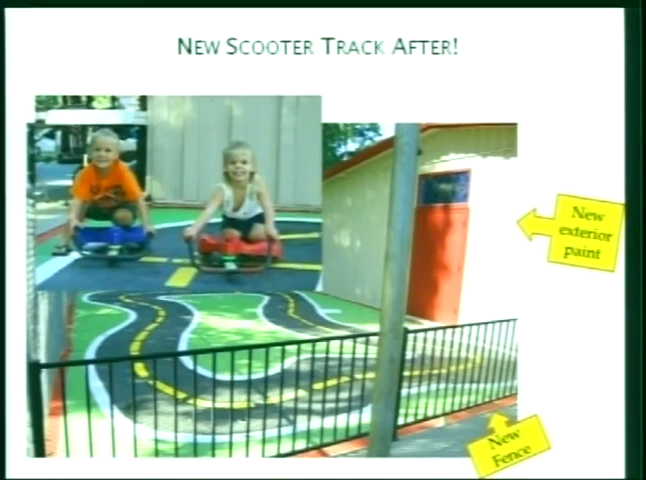 NEW SCOOTER TRACK AFTER!
New
exterior
paint
New
Fence